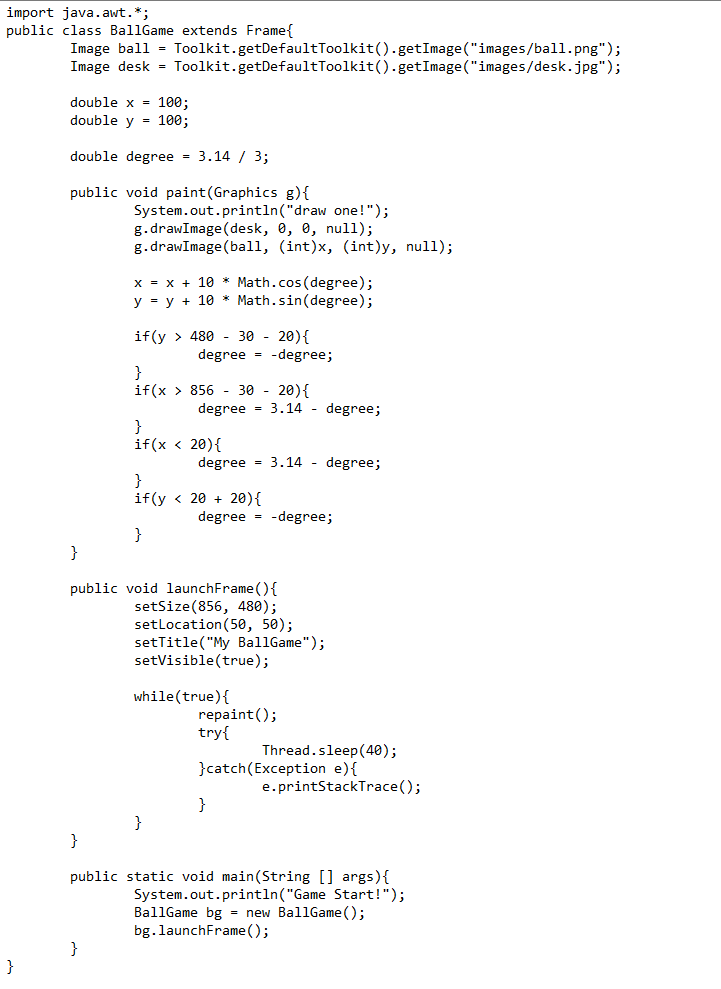 import java.awt.*;
public class BallGame extends Frame{
        Image ball = Toolkit.getDefaultToolkit().getImage("images/ball.png");
        Image desk = Toolkit.getDefaultToolkit().getImage("images/desk.jpg");

        double x = 100;
        double y = 100;

        double degree = 3.14 / 3;

        public void paint(Graphics g){
                System.out.println("draw one!");
                g.drawImage(desk, 0, 0, null);
                g.drawImage(ball, (int)x, (int)y, null);

                x = x + 10 * Math.cos(degree);
                y = y + 10 * Math.sin(degree);

                if(y > 480 - 30 - 20){
                        degree = -degree;
                }
                if(x > 856 - 30 - 20){
                        degree = 3.14 - degree;
                }
                if(x < 20){
                        degree = 3.14 - degree;
                }
                if(y < 20 + 20){
                        degree = -degree;
                }
        }

        public void launchFrame(){
                setSize(856, 480);
                setLocation(50, 50);
                setTitle("My BallGame");
                setVisible(true);

                while(true){
                        repaint();
                        try{
                                Thread.sleep(40);
                        }catch(Exception e){
                                e.printStackTrace();
                        }
                }
        }

        public static void main(String [] args){
                System.out.println("Game Start!");
                BallGame bg = new BallGame();
                bg.launchFrame();
        }
}